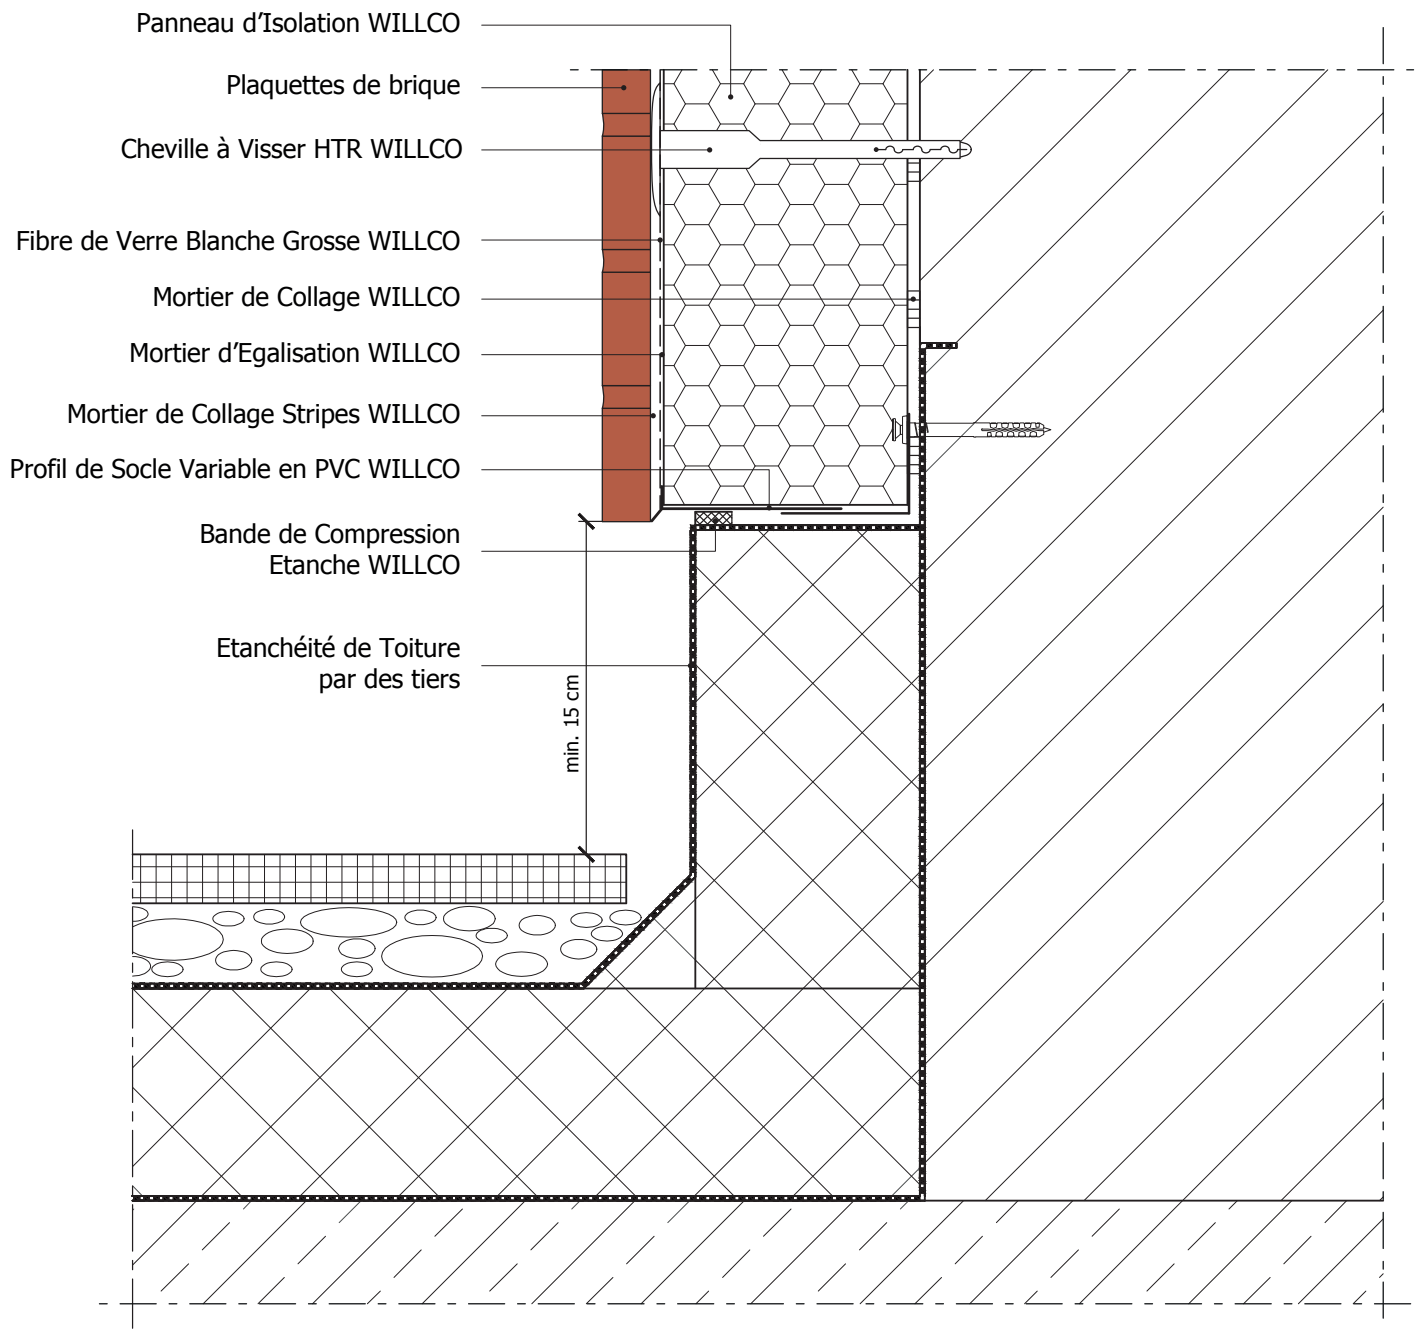 Panneau d'Isolation WILLCO
Plaquettes de brique
Cheville à Visser HTR WILLCO
Fibre de Verre Blanche Grosse WILLCO
Mortier de Collage WILLCO
Mortier d'Egalisation WILLCO
Mortier de Collage Stripes WILLCO
Profil de Socle Variable en PVC WILLCO
Bande de Compression
Etanche WILLCO
Etanchéité de Toiture
par des tiers
min. 15 cm